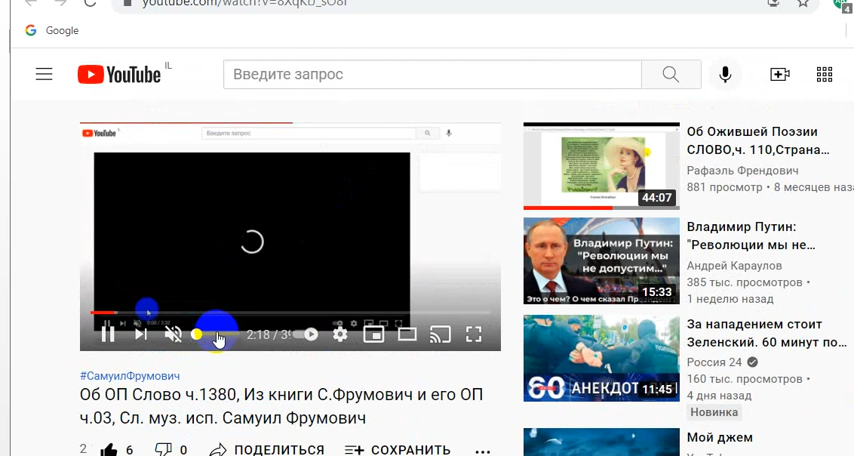 Google
YouTube IL
Введите запрос
YouTube
Введите запрос
2:18 / 3
#СамуилФрумович
Об ОП Слово ч.1380, Из книги С.Фрумович и его ОП
ч.03, Сл. муз. исп. Самуил Фрумович
2 6 0 ПОДЕЛИТЬСЯ СОХРАНИТЬ ...
44:07
Об Ожившей Поэзии
СЛОВО,ч. 110,Страна...
Рафаэль Френдович
881 просмотр • 8 месяцев наз
Владимир Путин:
"Революции мы
не допустим..."
Это о чем? О чем сказал Пр
15:33
Владимир Путин:
"Революции мы не...
Андрей Караулов
385 тыс. просмотров •
1 неделю назад
60 АНЕКДОТ
11:45
За нападением стоит
Зеленский. 60 минут по...
Россия 24
160 тыс. просмотров •
4 дня назад
Новинка
Мой джем